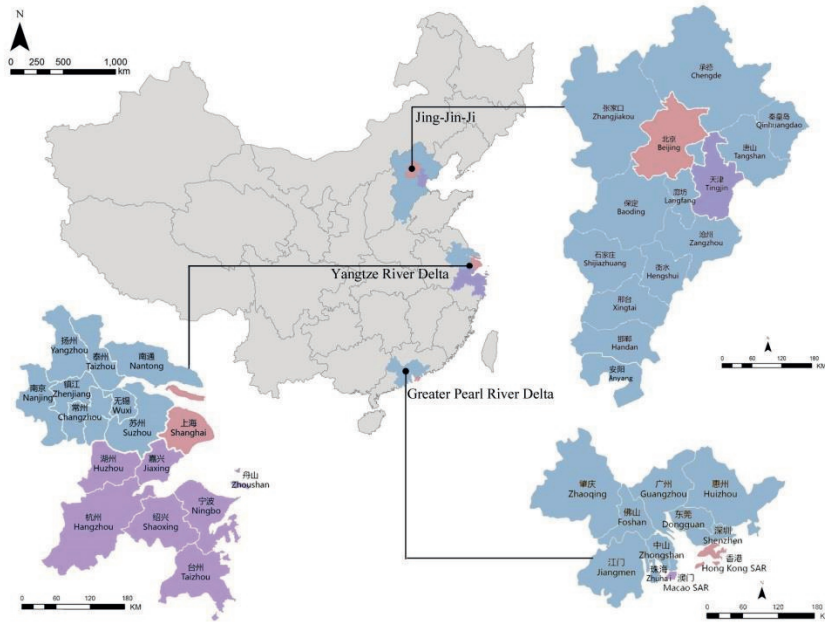 N
0 250 500 1,000
km
Jing-Jin-Ji
Yangtze River Delta
Greater Pearl River Delta
承德
Chengde
张家口
Zhangjiakou
秦皇岛
Qinhuangdao
北京
Beijing
唐山
Tangshan
天津
Tingjin
廊坊
Langfang
保定
Baoding
沧州
Zangzhou
石家庄
Shijiazhuang
衡水
Hengshui
邢台
Xingtai
邯郸
Handan
安阳
Anyang
N
0 30 60 120 180
KM
扬州
Yangzhou
泰州
Taizhou
南通
Nantong
南京
Nanjing
镇江
Zhenjiang
常州
Changzhou
无锡
Wuxi
苏州
Suzhou
上海
Shanghai
湖州
Huzhou
嘉兴
Jiaxing
舟山
Zhoushan
杭州
Hangzhou
绍兴
Shaoxing
宁波
Ningbo
台州
Taizhou
N
0 30 60 120 180
KM
肇庆
Zhaoqing
广州
Guangzhou
惠州
Huizhou
佛山
Foshan
东莞
Dongguan
深圳
Shenzhen
中山
Zhongshan
江门
Jiangmen
珠海
Zhuhai
香港
Hong Kong SAR
澳门
Macao SAR
N
0 30 60 120 180
KM